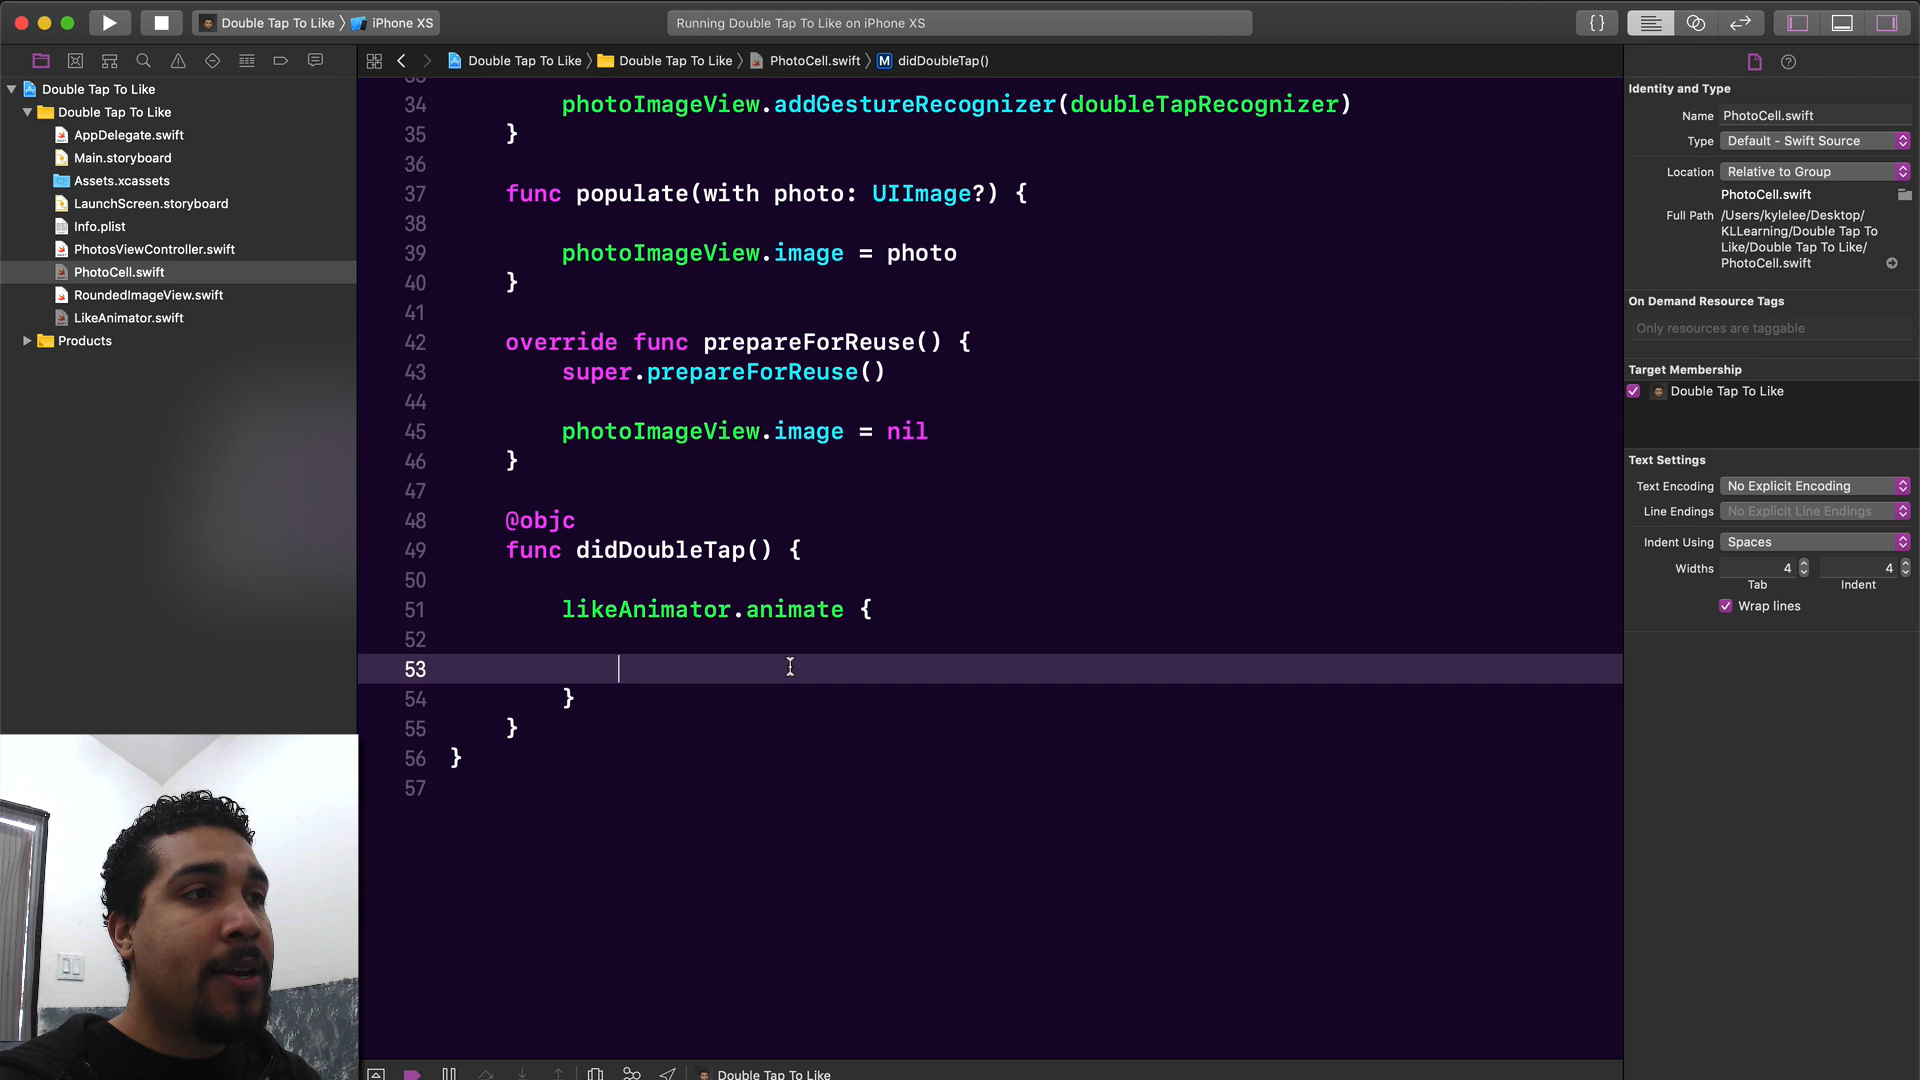 Double Tap To Like
iPhone XS
Running Double Tap To Like on iPhone XS
{}
Double Tap To Like
Double Tap To Like
PhotoCell.swift
M didDoubleTap()
Double Tap To Like
Double Tap To Like
AppDelegate.swift
Main.storyboard
Assets.xcassets
LaunchScreen.storyboard
Info.plist
PhotosViewController.swift
PhotoCell.swift
RoundedImageView.swift
LikeAnimator.swift
Products
34 photoImageView.addGestureRecognizer(doubleTapRecognizer)
35 }
36
37 func populate(with photo: UIImage?) {
38
39 photoImageView.image = photo
40 }
41
42 override func prepareForReuse() {
43 super.prepareForReuse()
44
45 photoImageView.image = nil
46 }
47
48 @objc
49 func didDoubleTap() {
50
51 likeAnimator.animate {
52
53
54 }
55 }
56 }
57
Identity and Type
Name PhotoCell.swift
Type Default - Swift Source
Location Relative to Group
PhotoCell.swift
Full Path /Users/kylelee/Desktop/
KLLearning/Double Tap To
Like/Double Tap To Like/
PhotoCell.swift
On Demand Resource Tags
Only resources are taggable
Target Membership
Double Tap To Like
Text Settings
Text Encoding No Explicit Encoding
Line Endings No Explicit Line Endings
Indent Using Spaces
Widths 4 4
Tab Indent
Wrap lines
Double Tap To Like